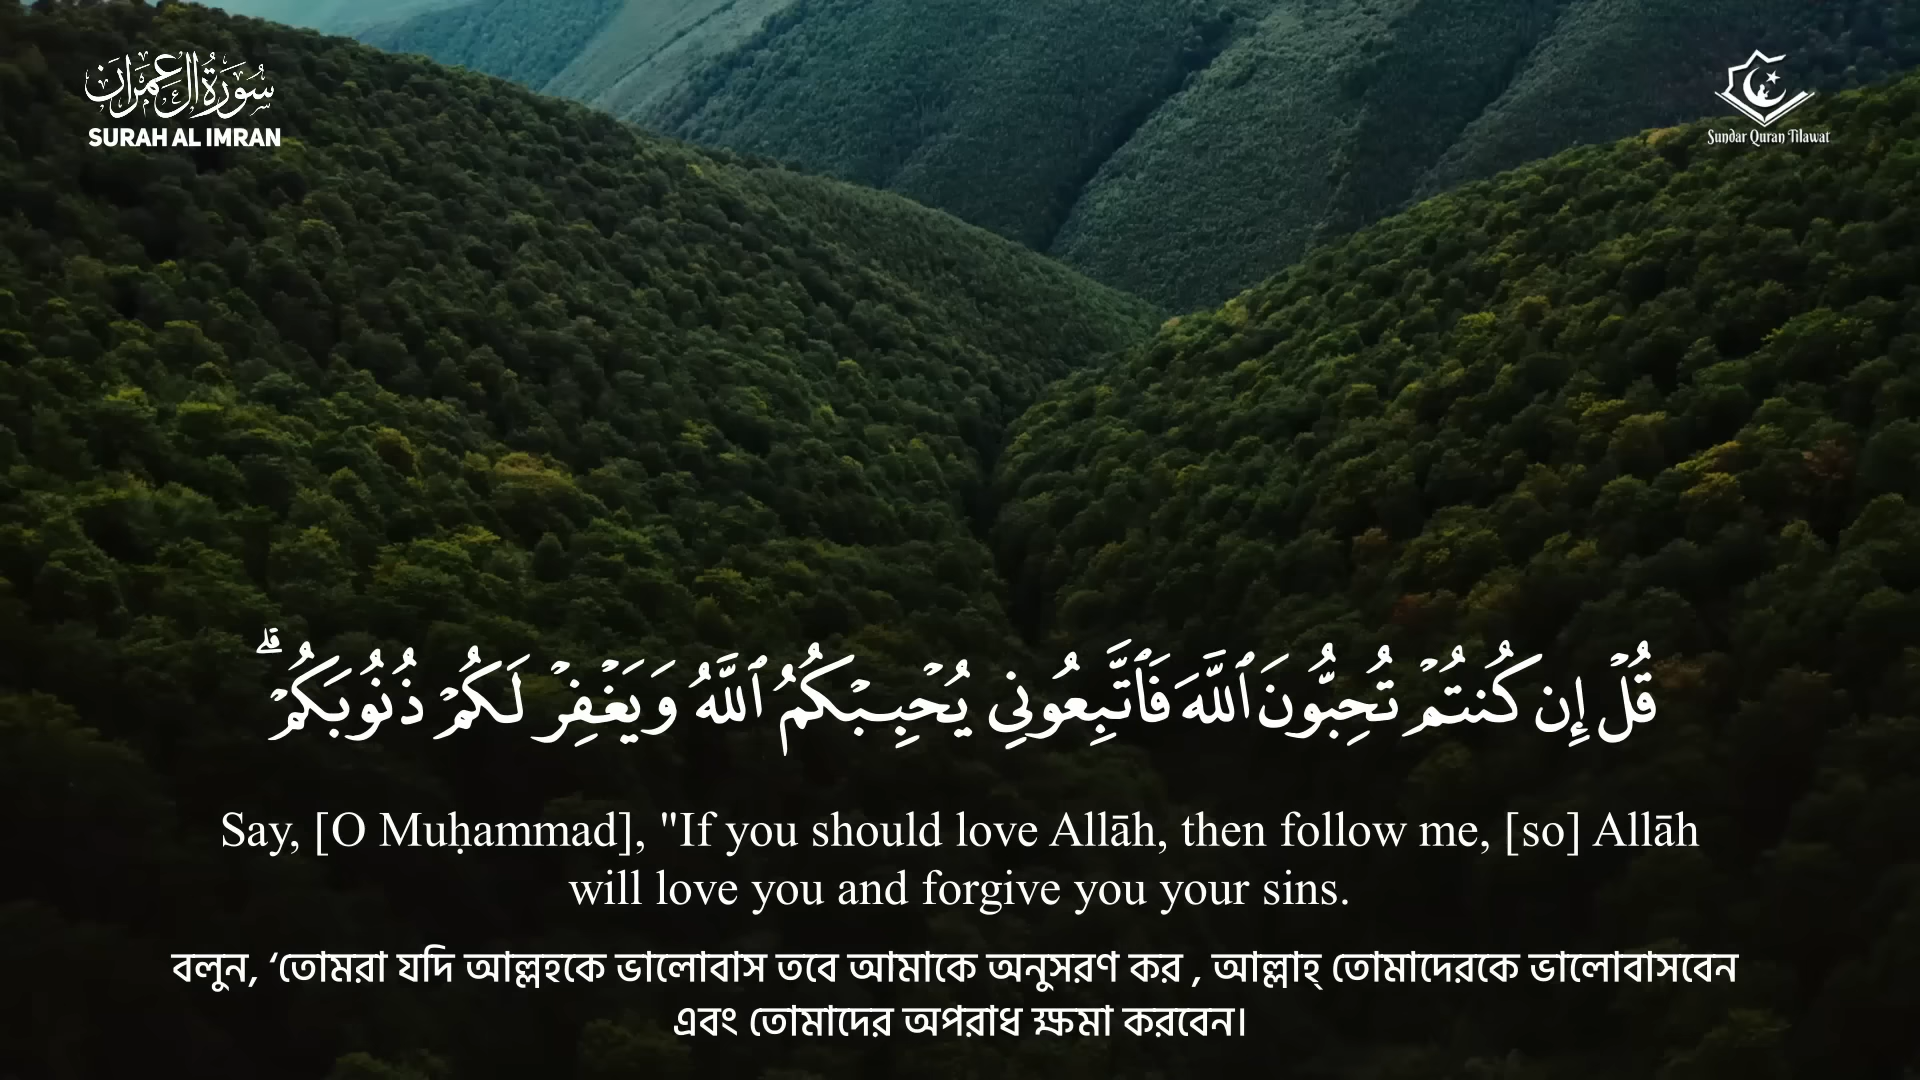 سُورَةُ اٰلِ عِمْرَان
SURAH AL IMRAN
Sundar Quran Tilawat
قُلْ إِن كُنتُمْ تُحِبُّونَ ٱللَّهَ فَٱتَّبِعُونِى يُحْبِبْكُمُ ٱللَّهُ وَيَغْفِرْ لَكُمْ ذُنُوبَكُمْ ۗ
Say, [O Muḥammad], "If you should love Allāh, then follow me, [so] Allāh
will love you and forgive you your sins.
বলুন, ‘তোমরা যদি আল্লহকে ভালোবাস তবে আমাকে অনুসরণ কর , আল্লাহ্ তোমাদেরকে ভালোবাসবেন
এবং তোমাদের অপরাধ ক্ষমা করবেন।